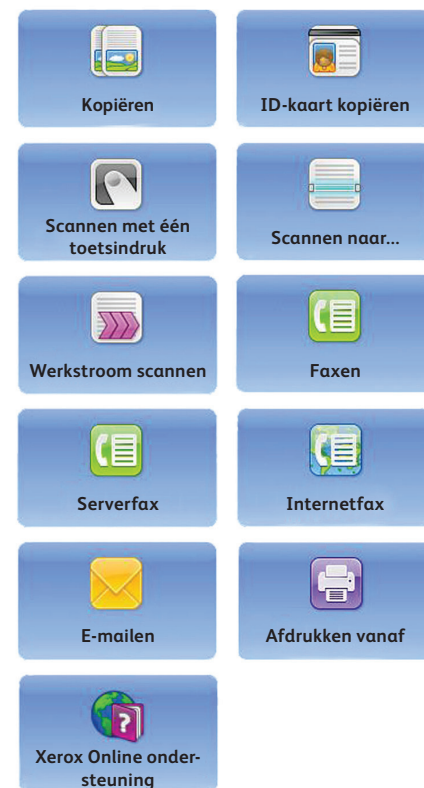 Kopiëren
ID-kaart kopiëren
Scannen met één
toetsindruk
Scannen naar...
Werkstroom scannen
Faxen
Serverfax
Internetfax
E-mailen
Afdrukken vanaf
Xerox Online onder-
steuning